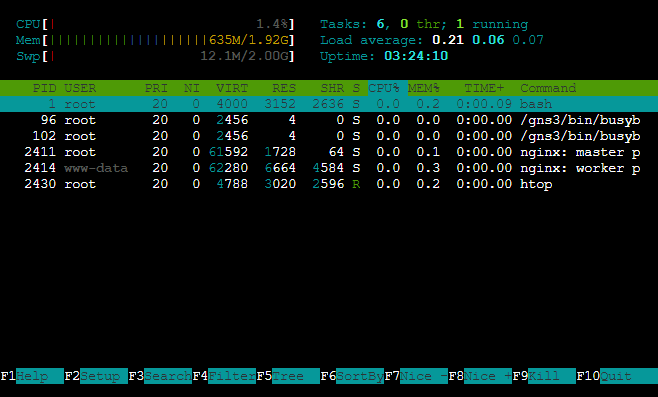 CPU[| 1.4%] Tasks: 6, 0 thr; 1 running
Mem[||||||||||||||||||||635M/1.92G] Load average: 0.21 0.06 0.07
Swp[| 12.1M/2.00G] Uptime: 03:24:10
PID USER PRI NI VIRT RES SHR S CPU% MEM% TIME+ Command
1 root 20 0 4000 3152 2636 S 0.0 0.2 0:00.09 bash
96 root 20 0 2456 4 0 S 0.0 0.0 0:00.00 /gns3/bin/busyb
102 root 20 0 2456 4 0 S 0.0 0.0 0:00.00 /gns3/bin/busyb
2411 root 20 0 61592 1728 64 S 0.0 0.1 0:00.00 nginx: master p
2414 www-data 20 0 62280 6664 4584 S 0.0 0.3 0:00.00 nginx: worker p
2430 root 20 0 4788 3020 2596 R 0.0 0.2 0:00.00 htop
F1Help F2Setup F3SearchF4FilterF5Tree F6SortByF7Nice -F8Nice +F9Kill F10Quit